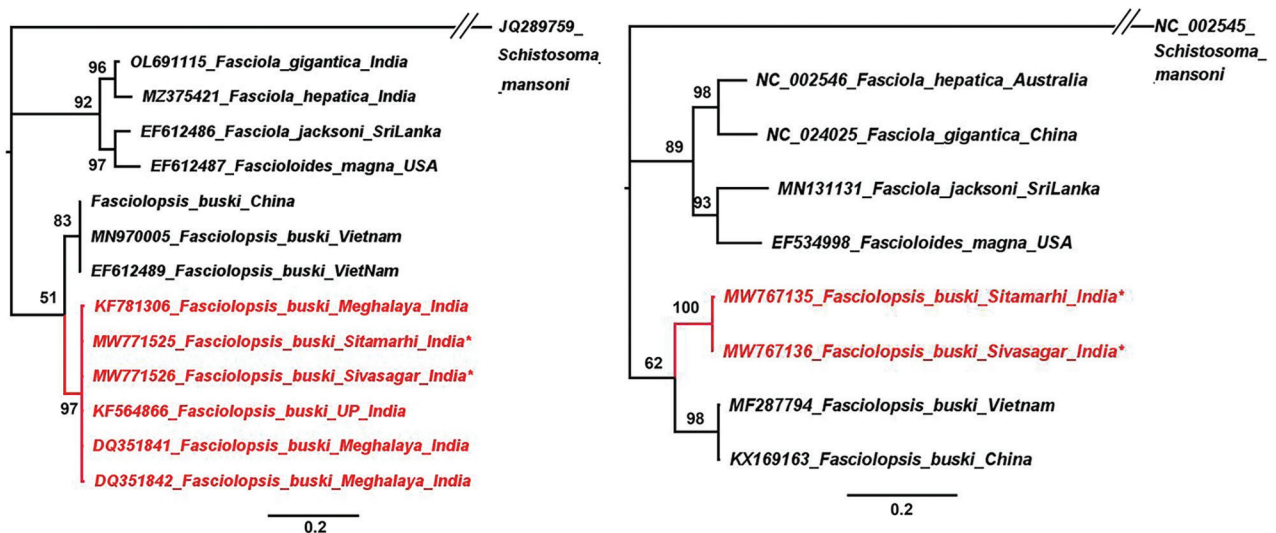 JQ289759_
Schistosoma_
mansoni
OL691115_Fasciola_gigantica_India
96
MZ375421_Fasciola_hepatica_India
92
EF612486_Fasciola_jacksoni_SriLanka
97
EF612487_Fascioloides_magna_USA
Fasciolopsis_buski_China
83
MN970005_Fasciolopsis_buski_Vietnam
EF612489_Fasciolopsis_buski_VietNam
51
KF781306_Fasciolopsis_buski_Meghalaya_India
MW771525_Fasciolopsis_buski_Sitamarhi_India*
MW771526_Fasciolopsis_buski_Sivasagar_India*
97
KF564866_Fasciolopsis_buski_UP_India
DQ351841_Fasciolopsis_buski_Meghalaya_India
DQ351842_Fasciolopsis_buski_Meghalaya_India
0.2
NC_002545_
Schistosoma_
mansoni
NC_002546_Fasciola_hepatica_Australia
98
NC_024025_Fasciola_gigantica_China
89
MN131131_Fasciola_jacksoni_SriLanka
93
EF534998_Fascioloides_magna_USA
MW767135_Fasciolopsis_buski_Sitamarhi_India*
100
MW767136_Fasciolopsis_buski_Sivasagar_India*
62
MF287794_Fasciolopsis_buski_Vietnam
98
KX169163_Fasciolopsis_buski_China
0.2